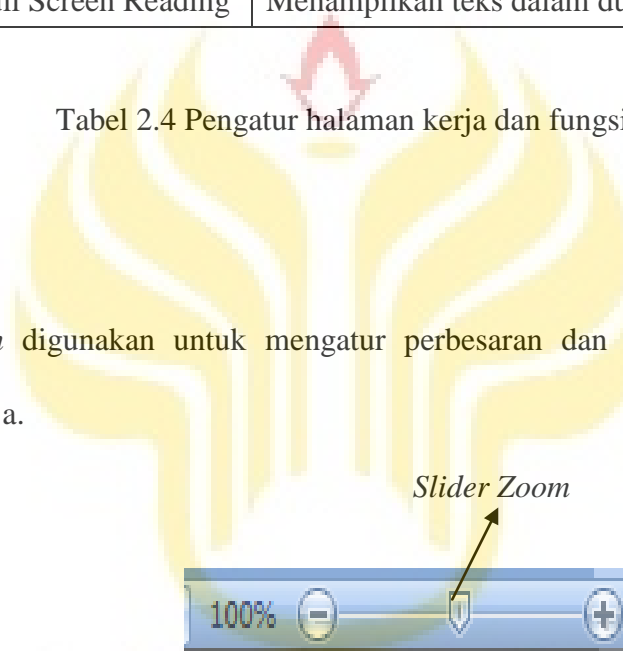 Screen Reading Menampilkan teks dalam
Tabel 2.4 Pengatur halaman kerja dan fungsi
digunakan untuk mengatur perbesaran dan
a.
Slider Zoom
100%